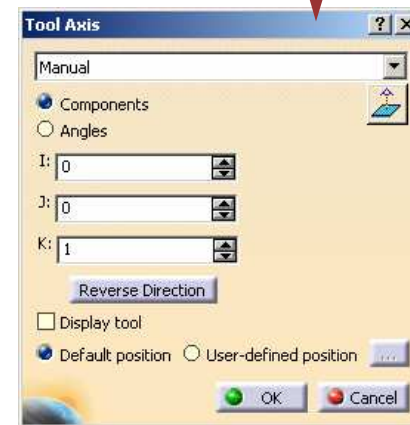 Tool Axis ? X
Manual
Components
Angles
I: 0
J: 0
K: 1
Reverse Direction
Display tool
Default position User-defined position ...
OK Cancel